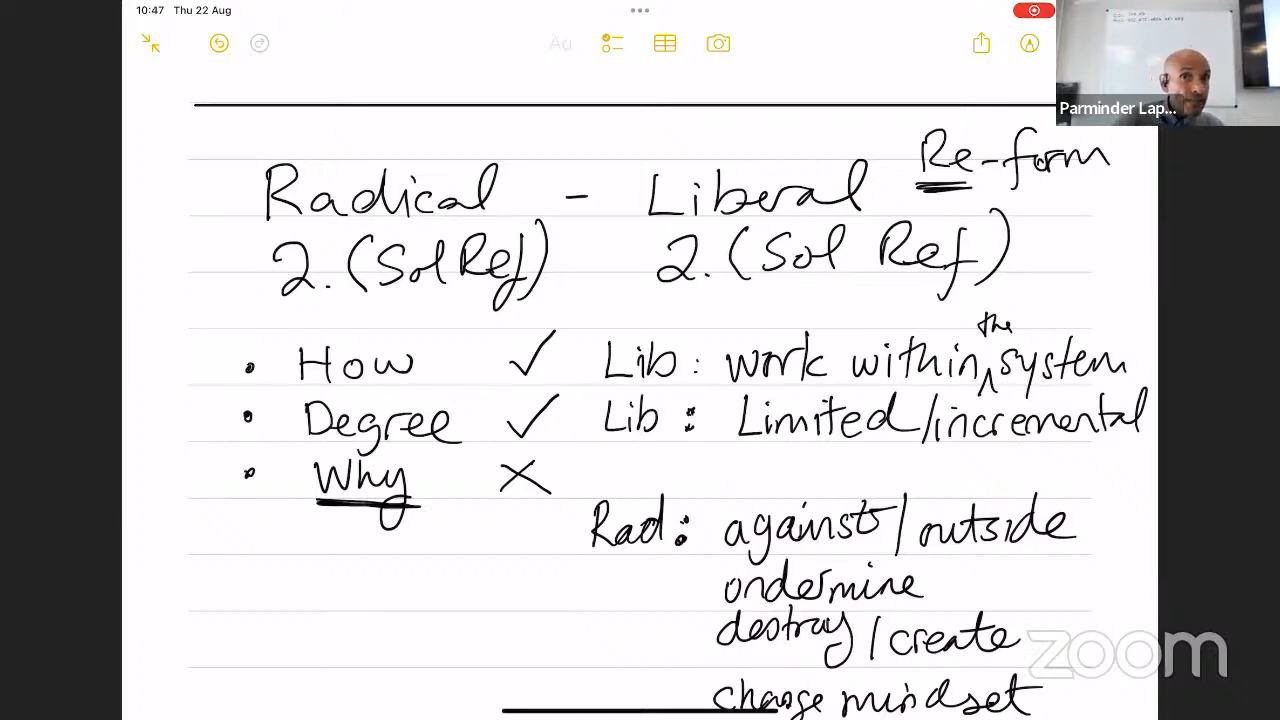 10:47 Thu 22 Aug
Au
Parminder Lap...
Re-form
Radical - Liberal
2. (Sol Ref) 2. (Sol Ref)
• How ✓ Lib: work within the system
• Degree ✓ Lib: Limited/incremental
• Why ✗
Rad: against/outside
undermine
destroy/create
change mindset
zoom